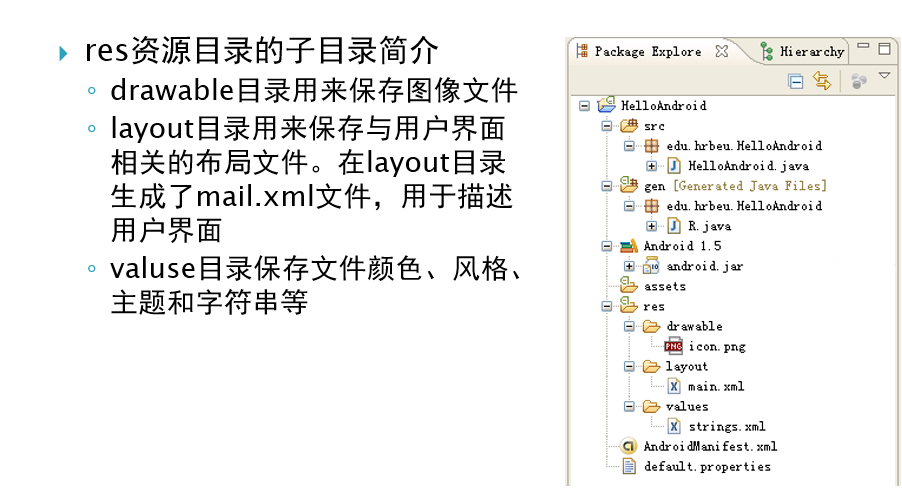 res资源目录的子目录简介
drawable目录用来保存图像文件
layout目录用来保存与用户界面
相关的布局文件。在layout目录
生成了mail.xml文件，用于描述
用户界面
valuse目录保存文件颜色、风格、
主题和字符串等
Package Explore
Hierarchy
HelloAndroid
src
edu.hrbeu.HelloAndroid
HelloAndroid.java
gen [Generated Java Files]
edu.hrbeu.HelloAndroid
R.java
Android 1.5
android.jar
assets
res
drawable
icon.png
layout
main.xml
values
strings.xml
AndroidManifest.xml
default.properties